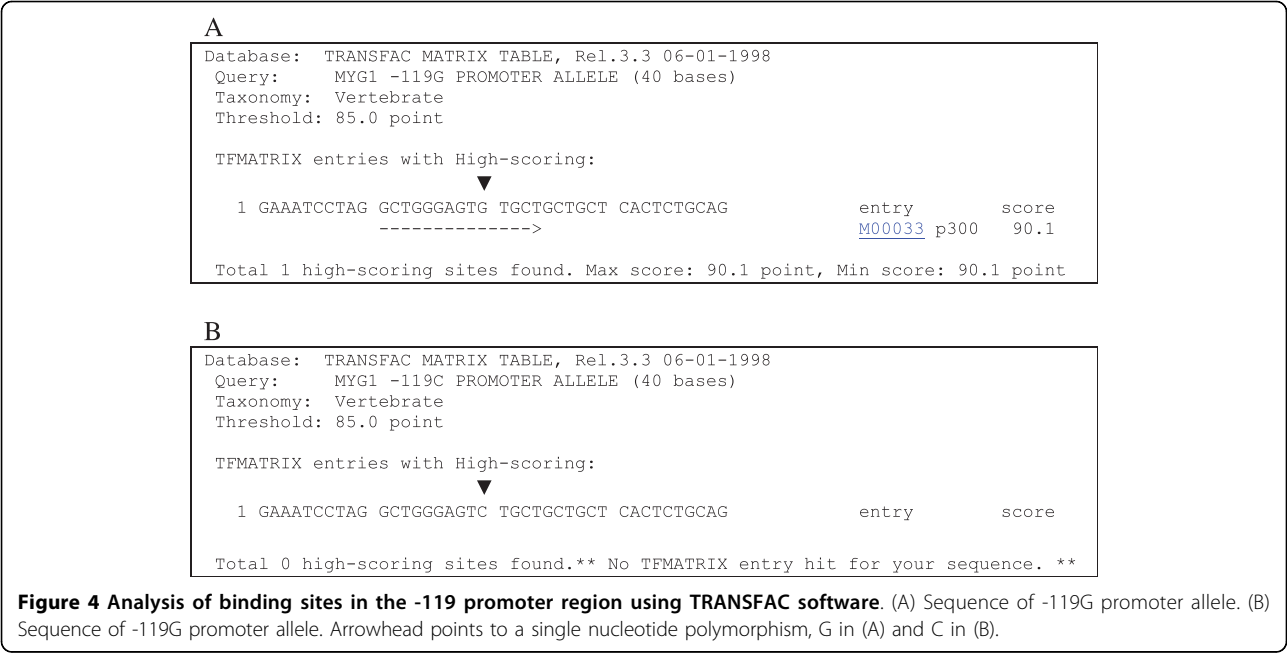 A
Database: TRANSFAC MATRIX TABLE, Rel.3.3 06-01-1998
Query: MYG1 -119G PROMOTER ALLELE (40 bases)
Taxonomy: Vertebrate
Threshold: 85.0 point
TFMATRIX entries with High-scoring:
▼
1 GAAATCCTAG GCTGGGAGTG TGCTGCTGCT CACTCTGCAG entry score
--------------> M00033 p300 90.1
Total 1 high-scoring sites found. Max score: 90.1 point, Min score: 90.1 point
B
Database: TRANSFAC MATRIX TABLE, Rel.3.3 06-01-1998
Query: MYG1 -119C PROMOTER ALLELE (40 bases)
Taxonomy: Vertebrate
Threshold: 85.0 point
TFMATRIX entries with High-scoring:
▼
1 GAAATCCTAG GCTGGGAGTC TGCTGCTGCT CACTCTGCAG entry score
Total 0 high-scoring sites found.** No TFMATRIX entry hit for your sequence. **
Figure 4 Analysis of binding sites in the -119 promoter region using TRANSFAC software. (A) Sequence of -119G promoter allele. (B)
Sequence of -119G promoter allele. Arrowhead points to a single nucleotide polymorphism, G in (A) and C in (B).